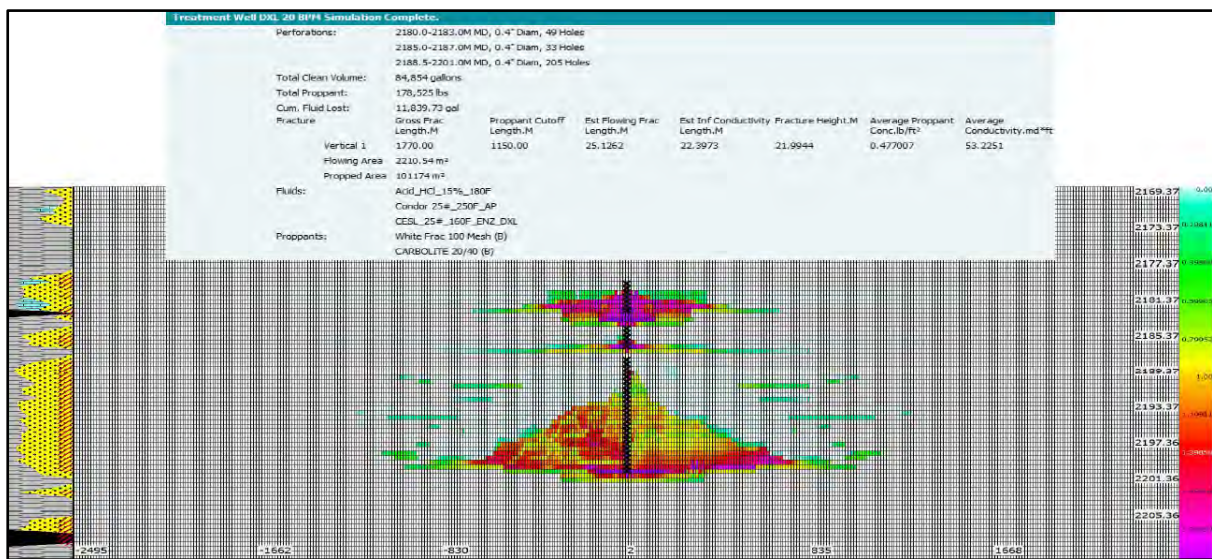 Treatment Well DXL 20 BPM Simulation Complete.
Perforations: 2180.0-2183.0M MD, 0.4" Diam, 49 Holes
2185.0-2187.0M MD, 0.4" Diam, 33 Holes
2188.5-2201.0M MD, 0.4" Diam, 205 Holes
Total Clean Volume: 84,854 gallons
Total Proppant: 178,525 lbs
Cum. Fluid Lost: 11,839.73 gal
Fracture Gross Frac Length.M Proppant Cutoff Length.M Est Flowing Frac Length.M Est Inf Conductivity Length.M Fracture Height.M Average Proppant Conc.lb/ft² Average Conductivity.md*ft
Vertical 1 1770.00 1150.00 25.1262 22.3973 21.9944 0.477007 53.2251
Flowing Area 2210.54 m²
Propped Area 101174 m²
Fluids: Acid_HCl_15%_180F
Condor 25#_250F_AP
CESL_25#_160F_ENZ_DXL
Proppants: White Frac 100 Mesh (B)
CARBOLITE 20/40 (B)
2169.37
2173.37
2177.37
2181.37
2185.37
2189.37
2193.37
2197.36
2201.36
2205.36
1.00
-2495 -1662 -830 2 835 1668